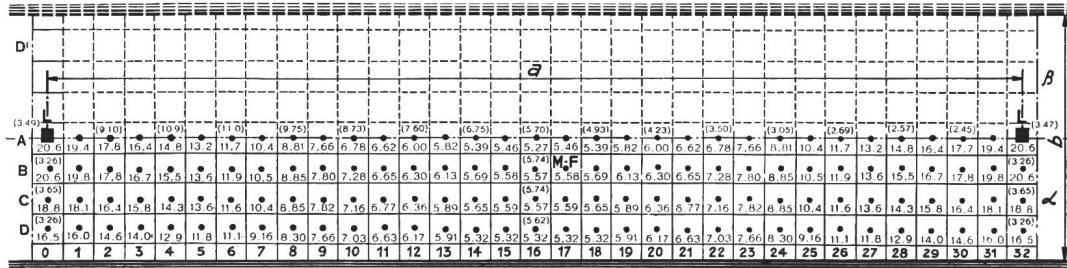 D'
a
β
L L
(3.49) (9.10) (10.9) (11.0) (9.75) (8.73) (7.60) (6.75) (5.70) (4.93) (4.23) (3.50) (3.05) (2.69) (2.57) (2.45) (3.47)
A b
20.6 19.4 17.8 16.4 14.8 13.2 11.7 10.4 8.81 7.66 6.78 6.62 6.00 5.82 5.39 5.46 5.27 5.46 5.39 5.82 6.00 6.62 6.78 7.66 8.81 10.4 11.7 13.2 14.8 16.4 17.7 19.4 20.6
(3.26) (5.74) M-F (3.26)
B
20.6 19.8 17.8 16.7 15.5 13.6 11.9 10.5 8.85 7.80 7.28 6.65 6.30 6.13 5.69 5.58 5.57 5.58 5.69 6.13 6.30 6.65 7.28 7.80 8.85 10.5 11.9 13.6 15.5 16.7 17.8 19.8 20.6
(3.65) (5.74) (3.65)
C α
18.8 18.1 16.4 15.8 14.3 13.6 11.6 10.4 8.85 7.82 7.16 6.77 6.36 5.89 5.65 5.59 5.57 5.59 5.65 5.89 5.36 5.77 7.16 7.82 8.85 10.4 11.6 13.6 14.3 15.8 16.4 18.1 18.8
(3.26) (5.62) (3.26)
D
16.5 16.0 14.6 14.0 12.9 11.8 11.1 9.16 8.30 7.66 7.03 6.63 6.17 5.91 5.32 5.32 5.32 5.32 5.32 5.91 6.17 6.63 7.03 7.66 8.30 9.16 11.1 11.8 12.9 14.0 14.6 16.0 16.5
0 1 2 3 4 5 6 7 8 9 10 11 12 13 14 15 16 17 18 19 20 21 22 23 24 25 26 27 28 29 30 31 32